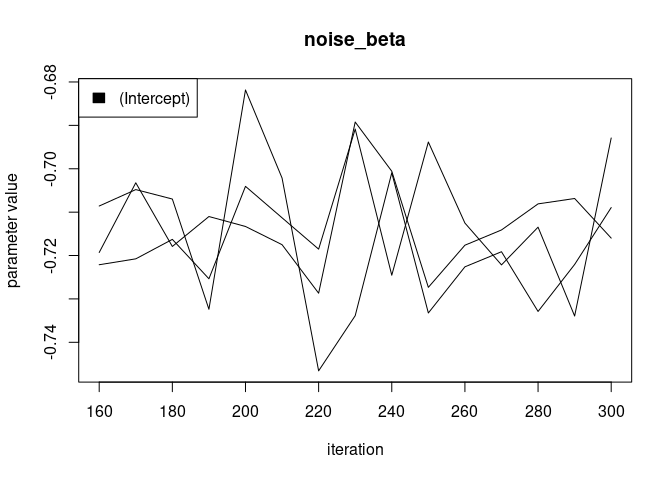 noise_beta
(Intercept)
parameter value
-0.68
-0.70
-0.72
-0.74
160 180 200 220 240 260 280 300
iteration